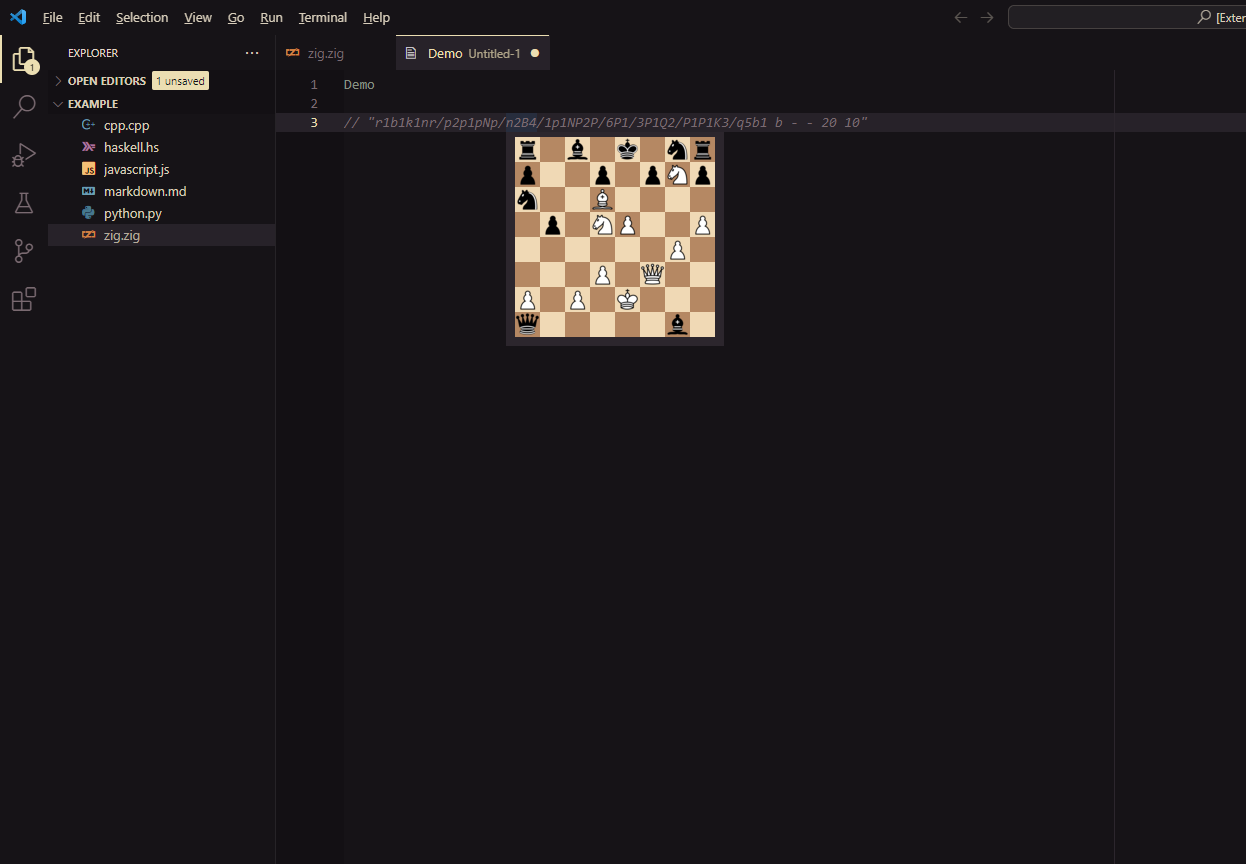 File Edit Selection View Go Run Terminal Help
[Exter
EXPLORER
zig.zig
Demo Untitled-1
1
OPEN EDITORS 1 unsaved
EXAMPLE
cpp.cpp
haskell.hs
javascript.js
markdown.md
python.py
zig.zig
1 Demo
2
3 // "r1b1k1nr/p2p1pNp/n2B4/1p1NP2P/6P1/3P1Q2/P1P1K3/q5b1 b - - 20 10"